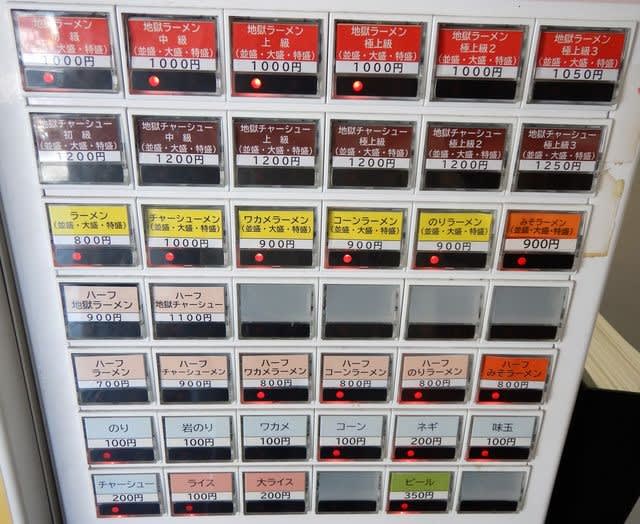 地獄ラーメン
初級
(並盛・大盛・特盛)
1000円
地獄ラーメン
中級
(並盛・大盛・特盛)
1000円
地獄ラーメン
上級
(並盛・大盛・特盛)
1000円
地獄ラーメン
極上級
(並盛・大盛・特盛)
1000円
地獄ラーメン
極上級2
(並盛・大盛・特盛)
1000円
地獄ラーメン
極上級3
(並盛・大盛・特盛)
1050円
地獄チャーシュー
初級
(並盛・大盛・特盛)
1200円
地獄チャーシュー
中級
(並盛・大盛・特盛)
1200円
地獄チャーシュー
上級
(並盛・大盛・特盛)
1200円
地獄チャーシュー
極上級
(並盛・大盛・特盛)
1200円
地獄チャーシュー
極上級2
(並盛・大盛・特盛)
1200円
地獄チャーシュー
極上級3
(並盛・大盛・特盛)
1250円
ラーメン
(並盛・大盛・特盛)
800円
チャーシューメン
(並盛・大盛・特盛)
1000円
ワカメラーメン
(並盛・大盛・特盛)
900円
コーンラーメン
(並盛・大盛・特盛)
900円
のりラーメン
(並盛・大盛・特盛)
900円
みそラーメン
(並盛・大盛・特盛)
900円
ハーフ
地獄ラーメン
900円
ハーフ
地獄チャーシュー
1100円
ハーフ
ラーメン
700円
ハーフ
チャーシューメン
900円
ハーフ
ワカメラーメン
800円
ハーフ
コーンラーメン
800円
ハーフ
のりラーメン
800円
ハーフ
みそラーメン
800円
のり
100円
岩のり
100円
ワカメ
100円
コーン
100円
ネギ
200円
味玉
100円
チャーシュー
200円
ライス
100円
大ライス
200円
ビール
350円